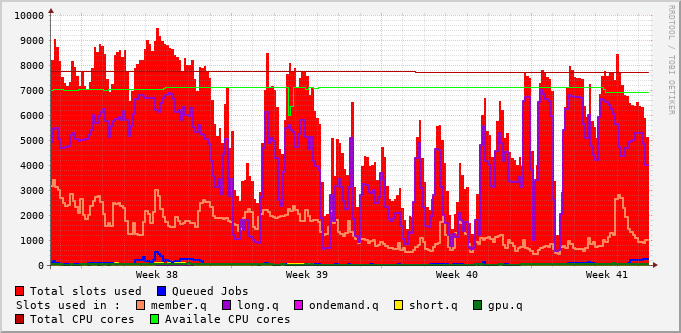 10000
9000
8000
7000
6000
5000
4000
3000
2000
1000
0
Week 38 Week 39 Week 40 Week 41
Total slots used Queued Jobs
Slots used in : member.q long.q ondemand.q short.q gpu.q
Total CPU cores Availale CPU cores
RRDTOOL / TOBI OETIKER